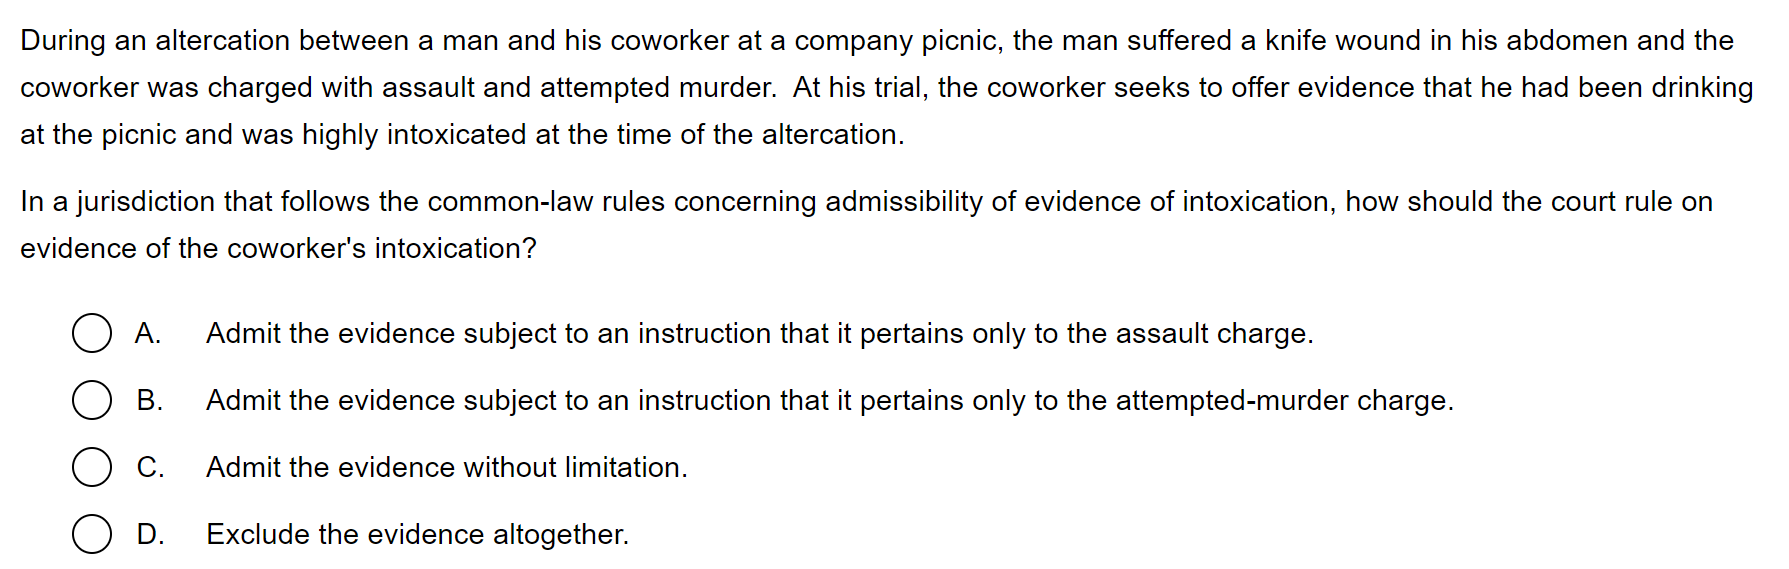 During an altercation between a man and his coworker at a company picnic, the man suffered a knife wound in his abdomen and the
coworker was charged with assault and attempted murder.  At his trial, the coworker seeks to offer evidence that he had been drinking
at the picnic and was highly intoxicated at the time of the altercation.
In a jurisdiction that follows the common-law rules concerning admissibility of evidence of intoxication, how should the court rule on
evidence of the coworker's intoxication?
A. Admit the evidence subject to an instruction that it pertains only to the assault charge.
B. Admit the evidence subject to an instruction that it pertains only to the attempted-murder charge.
C. Admit the evidence without limitation.
D. Exclude the evidence altogether.